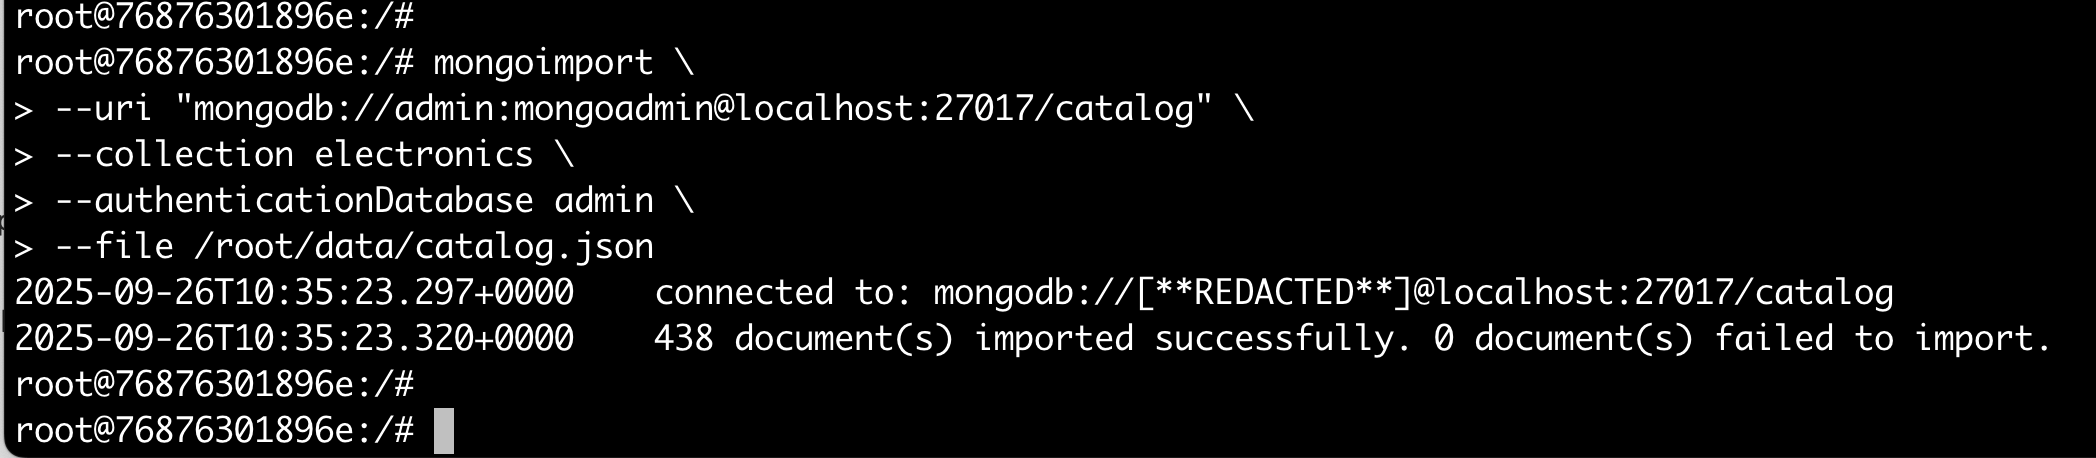 root@76876301896e:/#
root@76876301896e:/# mongoimport \
> --uri "mongodb://admin:mongoadmin@localhost:27017/catalog" \
> --collection electronics \
> --authenticationDatabase admin \
> --file /root/data/catalog.json
2025-09-26T10:35:23.297+0000    connected to: mongodb://[**REDACTED**]@localhost:27017/catalog
2025-09-26T10:35:23.320+0000    438 document(s) imported successfully. 0 document(s) failed to import.
root@76876301896e:/#
root@76876301896e:/#